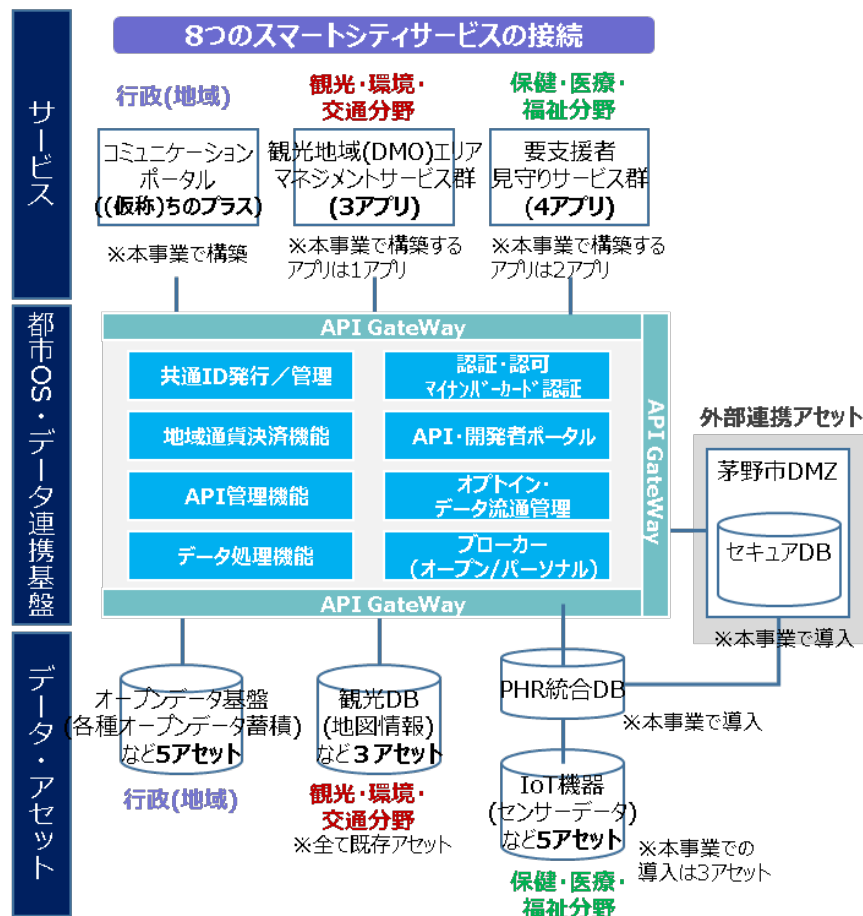 8つのスマートシティサービスの接続
サービス
行政(地域)
コミュニケーション
ポータル
((仮称)ちのプラス)
※本事業で構築
観光・環境・
交通分野
観光地域(DMO)エリア
マネジメントサービス群
(3アプリ)
※本事業で構築する
アプリは1アプリ
保健・医療・
福祉分野
要支援者
見守りサービス群
(4アプリ)
※本事業で構築する
アプリは2アプリ
都市OS・データ連携基盤
API GateWay
共通ID発行／管理
認証・認可
マイナンバーカード認証
地域通貨決済機能
API・開発者ポータル
API管理機能
オプトイン・
データ流通管理
データ処理機能
ブローカー
(オープン/パーソナル)
API GateWay
API GateWay
外部連携アセット
茅野市DMZ
セキュアDB
※本事業で導入
データ・アセット
オープンデータ基盤
(各種オープンデータ蓄積)
など5アセット
行政(地域)
観光DB
(地図情報)
など３アセット
観光・環境・
交通分野
※全て既存アセット
PHR統合DB
※本事業で導入
IoT機器
(センサーデータ)
など5アセット
※本事業での
導入は3アセット
保健・医療・
福祉分野